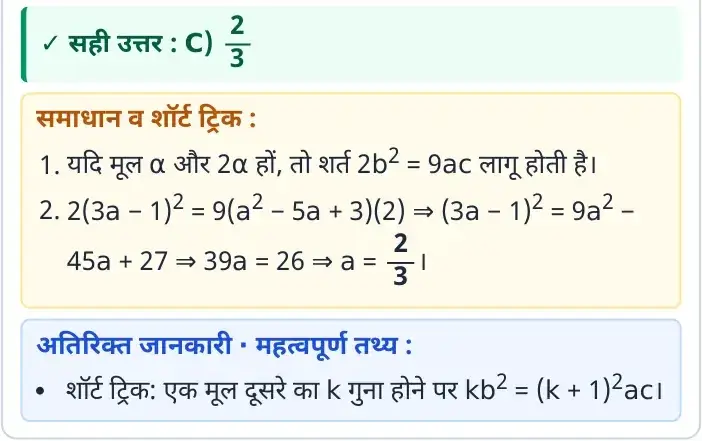 ✓ सही उत्तर : C) 2/3
समाधान व शॉर्ट ट्रिक :
1. यदि मूल α और 2α हों, तो शर्त 2b² = 9ac लागू होती है।
2. 2(3a − 1)² = 9(a² − 5a + 3)(2) ⇒ (3a − 1)² = 9a² −
45a + 27 ⇒ 39a = 26 ⇒ a = 2/3।
अतिरिक्त जानकारी · महत्वपूर्ण तथ्य :
• शॉर्ट ट्रिक: एक मूल दूसरे का k गुना होने पर kb² = (k + 1)²ac।